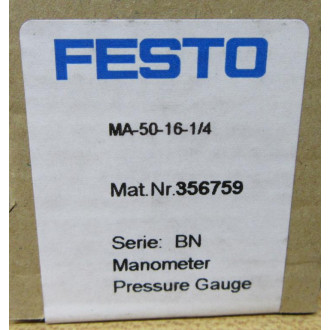 FESTO
MA-50-16-1/4
Mat.Nr.356759
Serie: BN
Manometer
Pressure Gauge